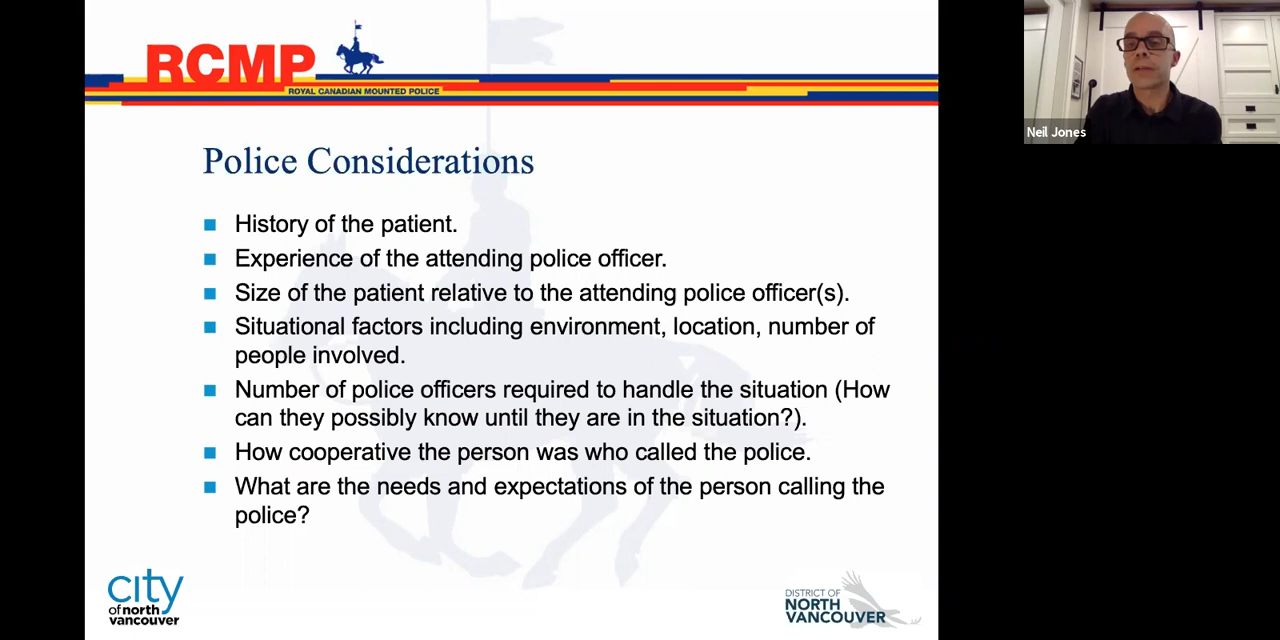 RCMP
ROYAL CANADIAN MOUNTED POLICE
Neil Jones
Police Considerations
History of the patient.
Experience of the attending police officer.
Size of the patient relative to the attending police officer(s).
Situational factors including environment, location, number of
people involved.
Number of police officers required to handle the situation (How
can they possibly know until they are in the situation?).
How cooperative the person was who called the police.
What are the needs and expectations of the person calling the
police?
city
of north
vancouver
DISTRICT OF
NORTH
VANCOUVER